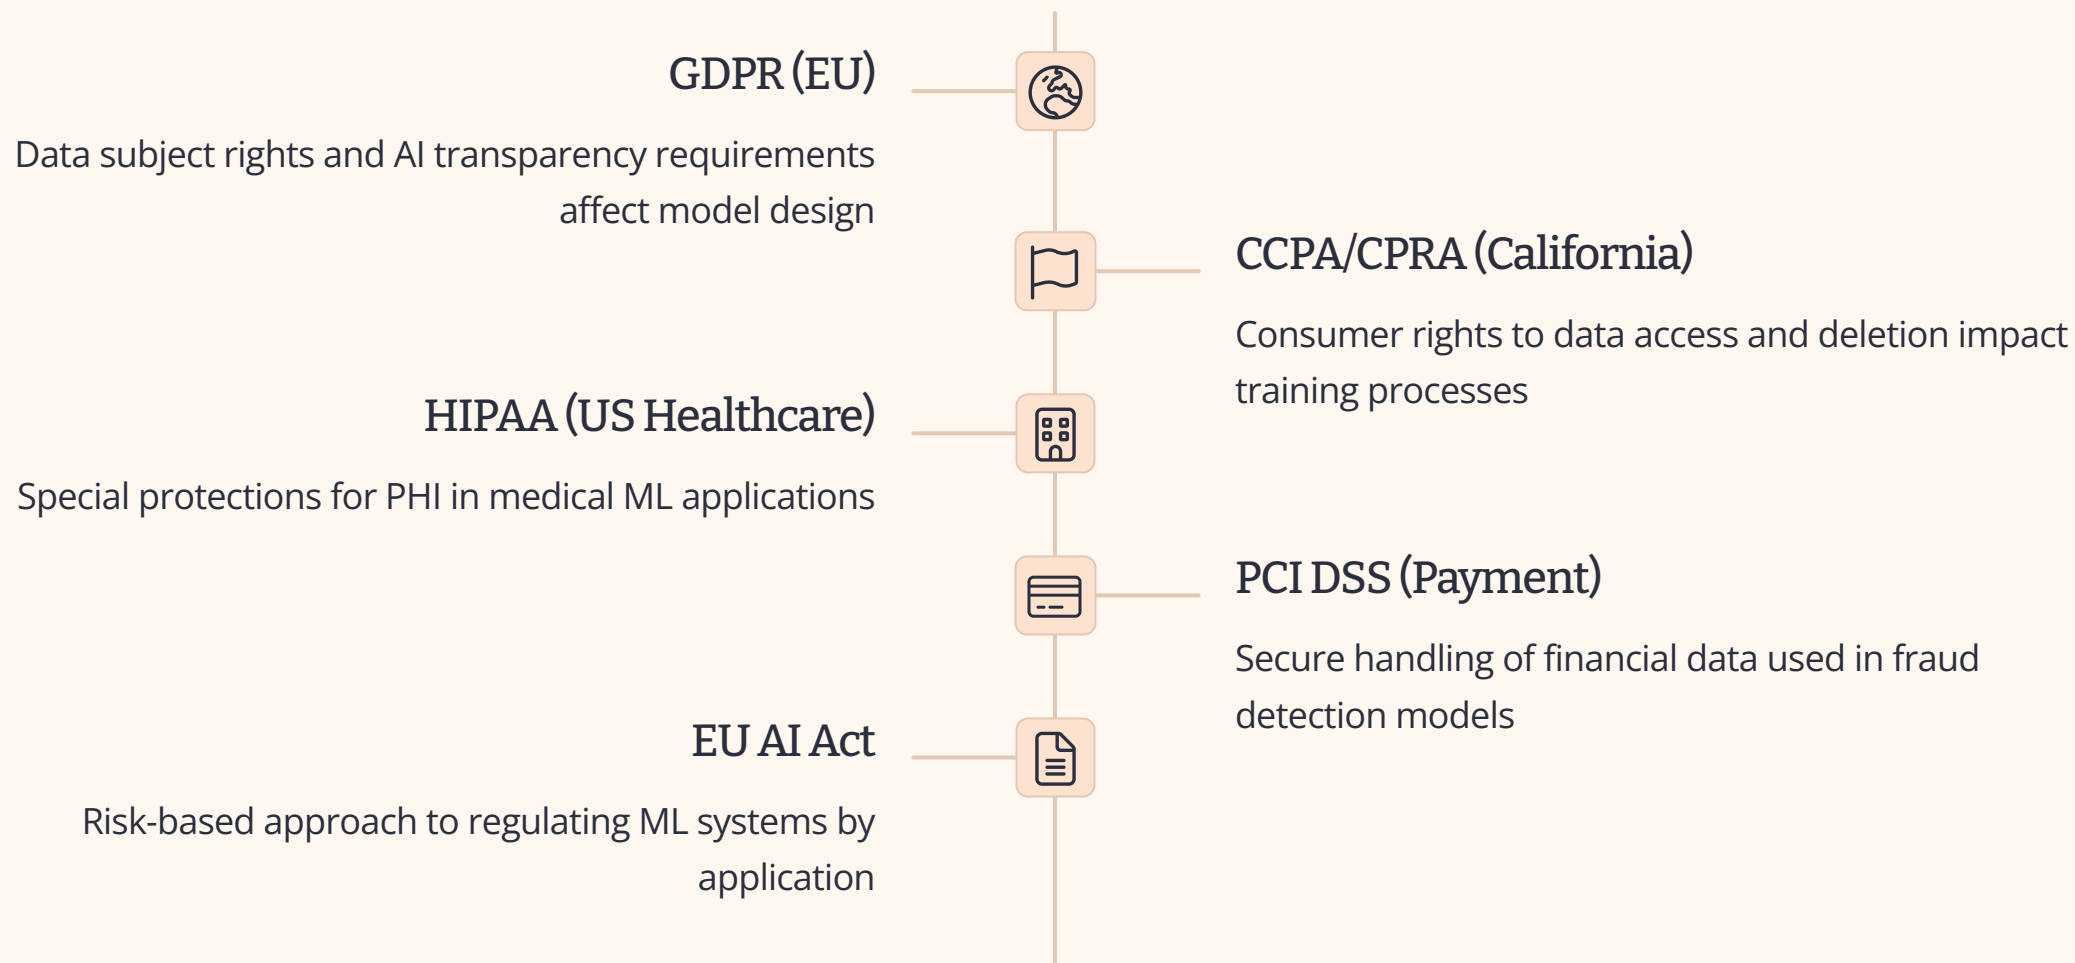 GDPR (EU)
Data subject rights and AI transparency requirements
affect model design
CCPA/CPRA (California)
Consumer rights to data access and deletion impact
training processes
HIPAA (US Healthcare)
Special protections for PHI in medical ML applications
PCI DSS (Payment)
Secure handling of financial data used in fraud
detection models
EU AI Act
Risk-based approach to regulating ML systems by
application